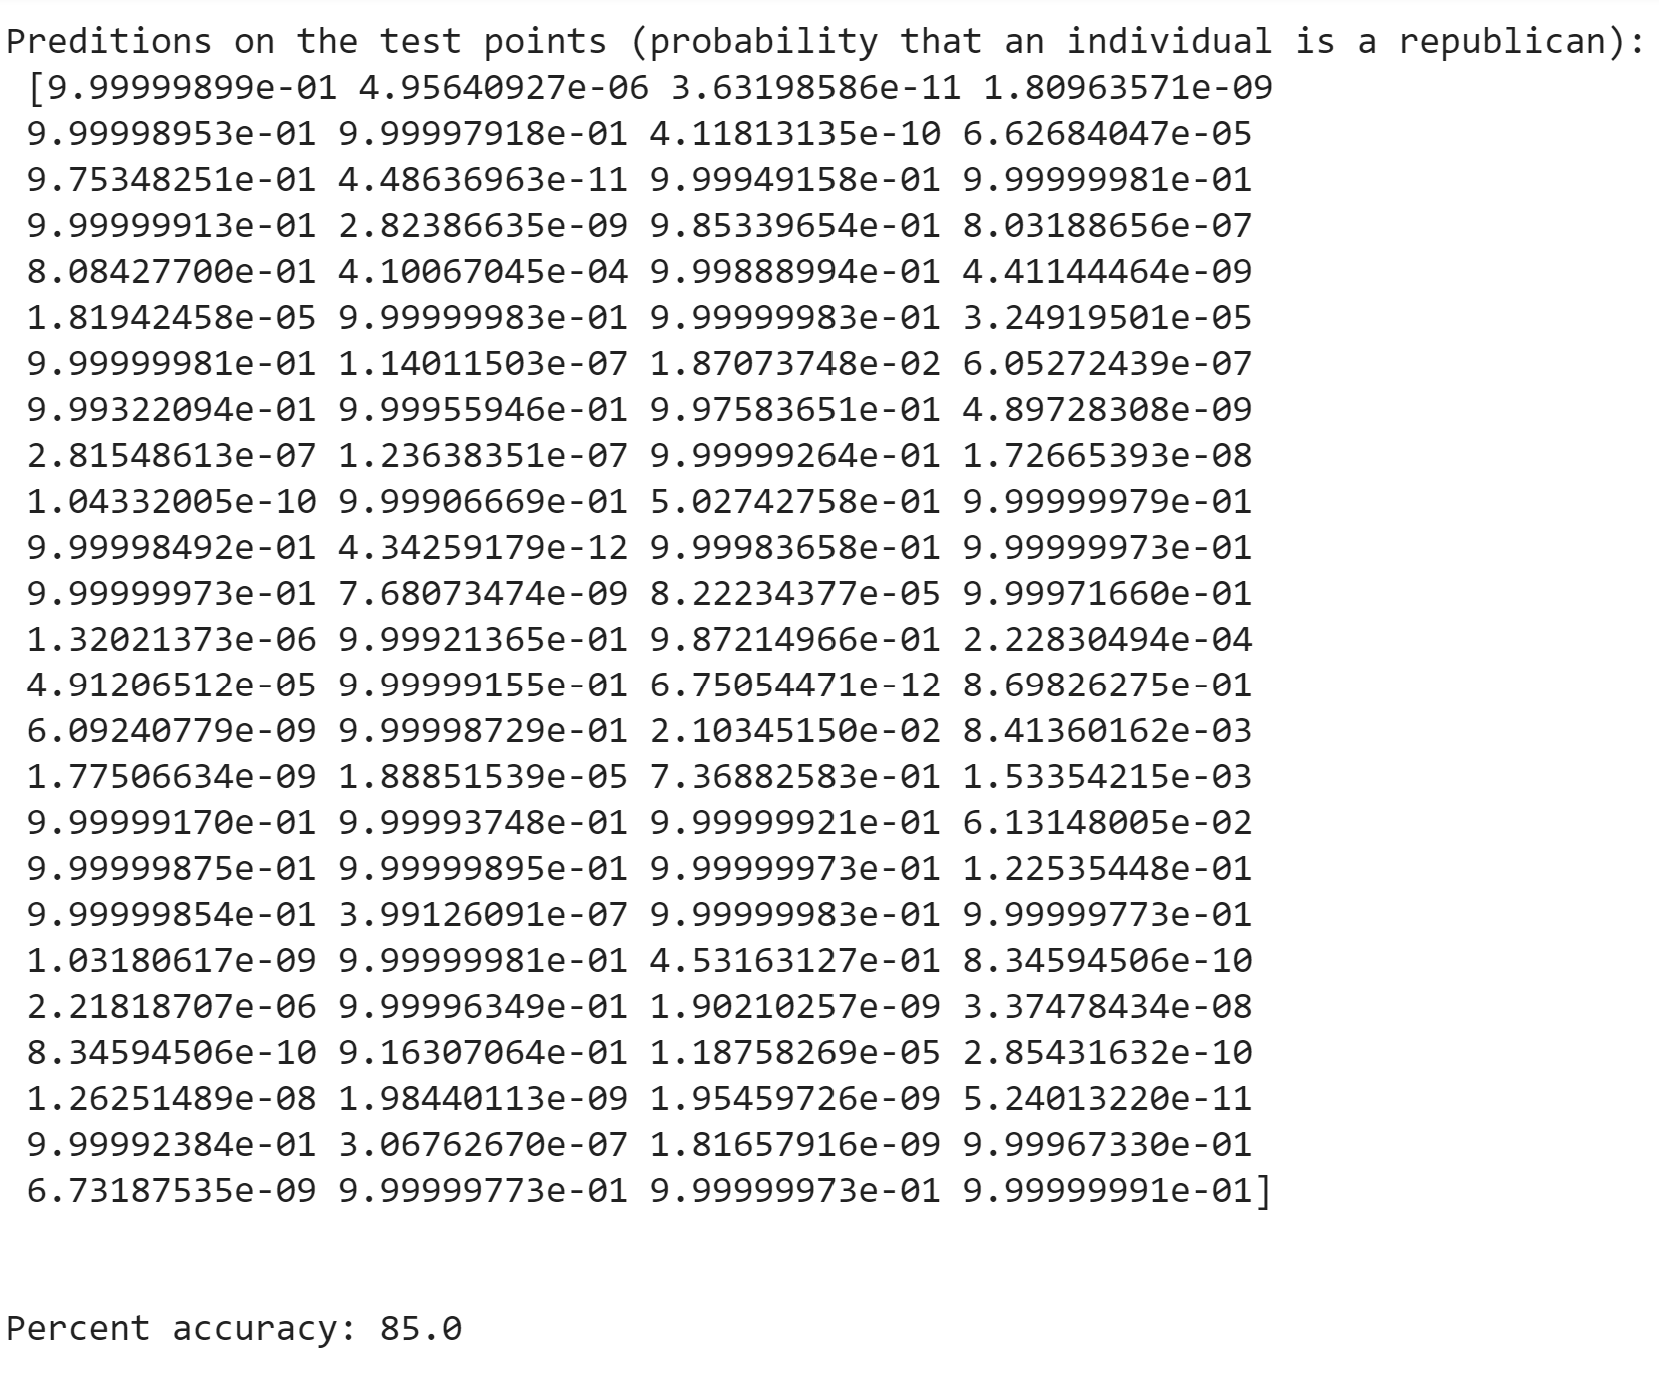 Preditions on the test points (probability that an individual is a republican):
[9.99999899e-01 4.95640927e-06 3.63198586e-11 1.80963571e-09
9.99998953e-01 9.99997918e-01 4.11813135e-10 6.62684047e-05
9.75348251e-01 4.48636963e-11 9.99949158e-01 9.99999981e-01
9.99999913e-01 2.82386635e-09 9.85339654e-01 8.03188656e-07
8.08427700e-01 4.10067045e-04 9.99888994e-01 4.41144464e-09
1.81942458e-05 9.99999983e-01 9.99999983e-01 3.24919501e-05
9.99999981e-01 1.14011503e-07 1.87073748e-02 6.05272439e-07
9.99322094e-01 9.99955946e-01 9.97583651e-01 4.89728308e-09
2.81548613e-07 1.23638351e-07 9.99999264e-01 1.72665393e-08
1.04332005e-10 9.99906669e-01 5.02742758e-01 9.99999979e-01
9.99998492e-01 4.34259179e-12 9.99983658e-01 9.99999973e-01
9.99999973e-01 7.68073474e-09 8.22234377e-05 9.99971660e-01
1.32021373e-06 9.99921365e-01 9.87214966e-01 2.22830494e-04
4.91206512e-05 9.99999155e-01 6.75054471e-12 8.69826275e-01
6.09240779e-09 9.99998729e-01 2.10345150e-02 8.41360162e-03
1.77506634e-09 1.88851539e-05 7.36882583e-01 1.53354215e-03
9.99999170e-01 9.99993748e-01 9.99999921e-01 6.13148005e-02
9.99999875e-01 9.99999895e-01 9.99999973e-01 1.22535448e-01
9.99999854e-01 3.99126091e-07 9.99999983e-01 9.99999773e-01
1.03180617e-09 9.99999981e-01 4.53163127e-01 8.34594506e-10
2.21818707e-06 9.99996349e-01 1.90210257e-09 3.37478434e-08
8.34594506e-10 9.16307064e-01 1.18758269e-05 2.85431632e-10
1.26251489e-08 1.98440113e-09 1.95459726e-09 5.24013220e-11
9.99992384e-01 3.06762670e-07 1.81657916e-09 9.99967330e-01
6.73187535e-09 9.99999773e-01 9.99999973e-01 9.99999991e-01]
Percent accuracy: 85.0